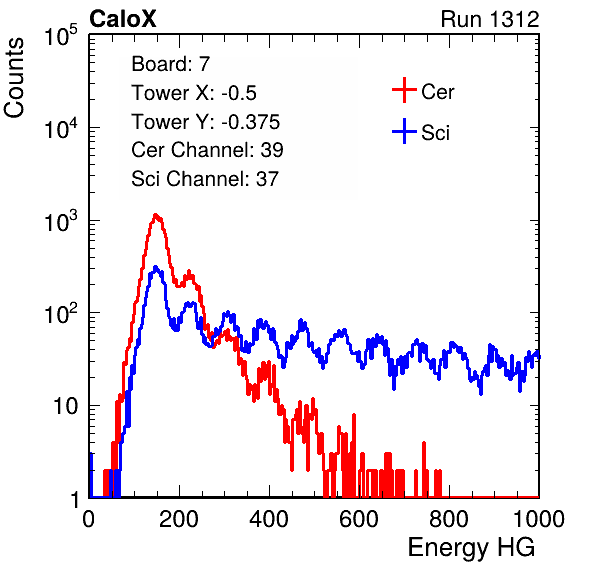 CaloX Run 1312
Counts
10^5
10^4
10^3
10^2
10
1
Board: 7
Tower X: -0.5
Tower Y: -0.375
Cer Channel: 39
Sci Channel: 37
Cer
Sci
0 200 400 600 800 1000
Energy HG